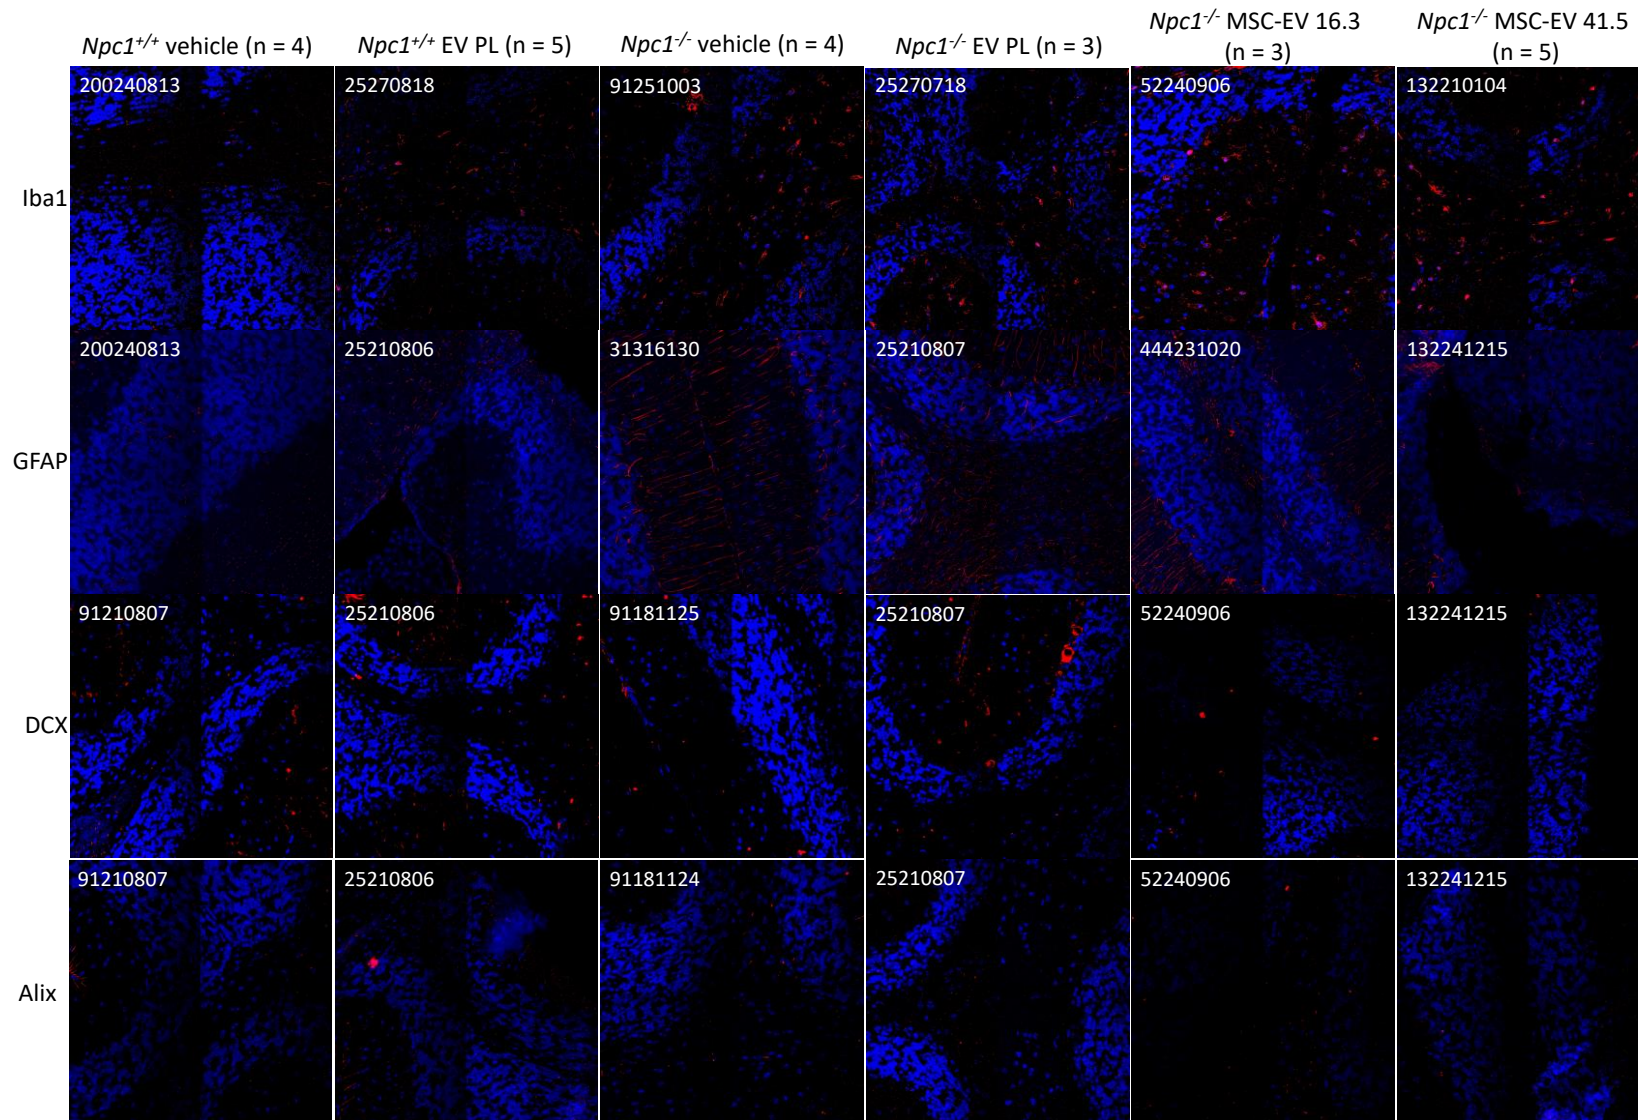 Npc1+/+ vehicle (n = 4)
Npc1+/+ EV PL (n = 5)
Npc1-/- vehicle (n = 4)
Npc1-/- EV PL (n = 3)
Npc1-/- MSC-EV 16.3
(n = 3)
Npc1-/- MSC-EV 41.5
(n = 5)
Iba1
200240813
25270818
91251003
25270718
52240906
132210104
GFAP
200240813
25210806
31316130
25210807
444231020
132241215
DCX
91210807
25210806
91181125
25210807
52240906
132241215
Alix
91210807
25210806
91181124
25210807
52240906
132241215